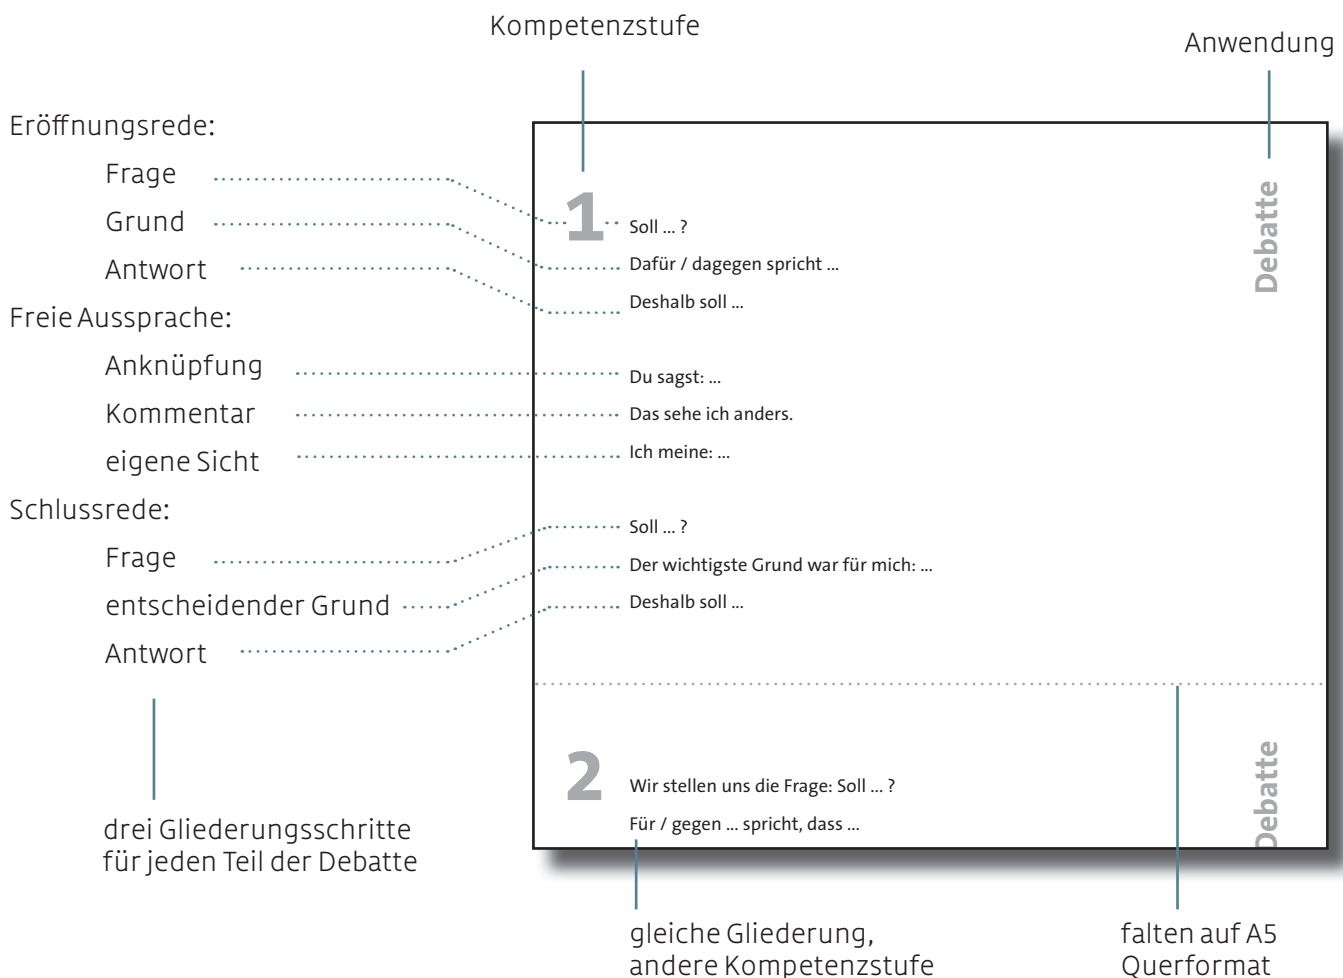 Kompetenzstufe
Anwendung
Eröffnungsrede:
Frage
Grund
Antwort
Freie Aussprache:
Anknüpfung
Kommentar
eigene Sicht
Schlussrede:
Frage
entscheidender Grund
Antwort
drei Gliederungsschritte
für jeden Teil der Debatte
1
Soll ... ?
Dafür / dagegen spricht ...
Deshalb soll ...
Du sagst: ...
Das sehe ich anders.
Ich meine: ...
Soll ... ?
Der wichtigste Grund war für mich: ...
Deshalb soll ...
Debatte
2
Wir stellen uns die Frage: Soll ... ?
Für / gegen ... spricht, dass ...
Debatte
gleiche Gliederung,
andere Kompetenzstufe
falten auf A5
Querformat